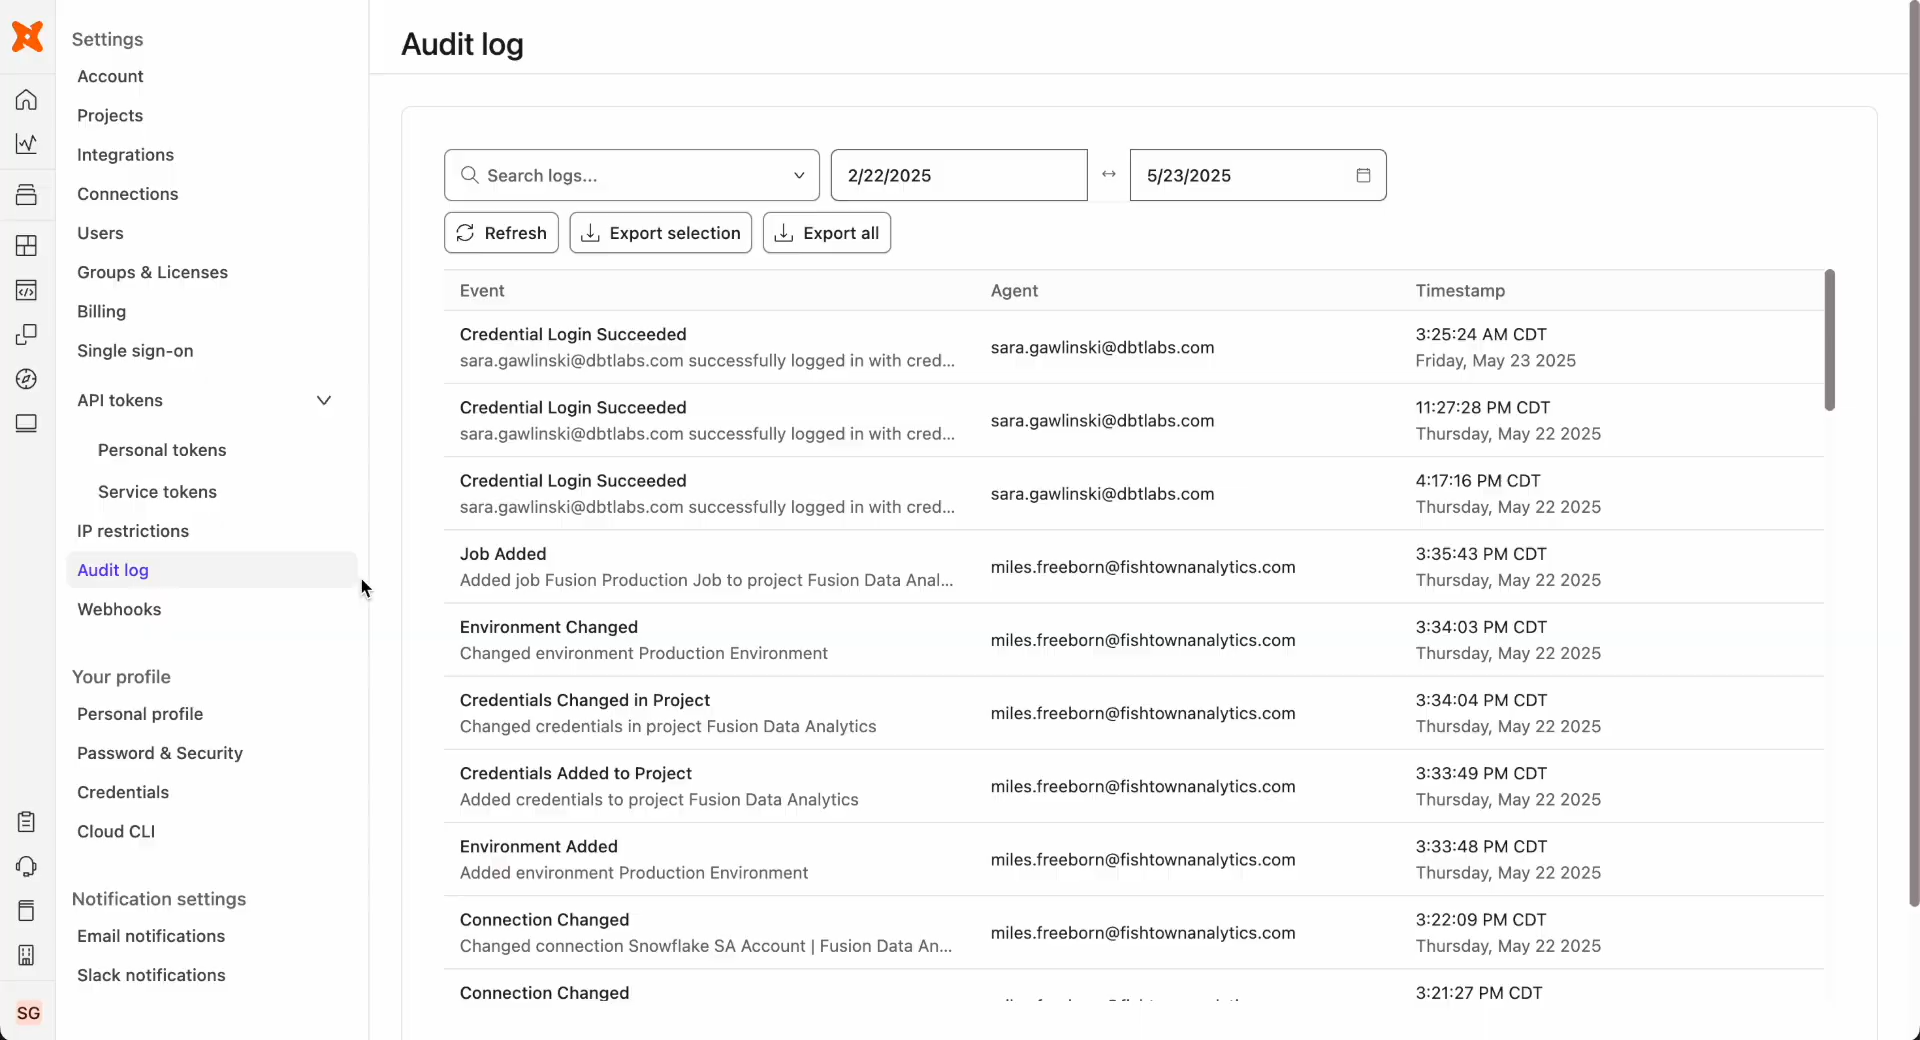 Settings
Account
Projects
Integrations
Connections
Users
Groups & Licenses
Billing
Single sign-on
API tokens
Personal tokens
Service tokens
IP restrictions
Audit log
Webhooks
Your profile
Personal profile
Password & Security
Credentials
Cloud CLI
Notification settings
Email notifications
Slack notifications
SG
Audit log
Search logs...
2/22/2025
5/23/2025
Refresh
Export selection
Export all
Event Agent Timestamp
Credential Login Succeeded
sara.gawlinski@dbtlabs.com successfully logged in with cred...
sara.gawlinski@dbtlabs.com
3:25:24 AM CDT
Friday, May 23 2025
Credential Login Succeeded
sara.gawlinski@dbtlabs.com successfully logged in with cred...
sara.gawlinski@dbtlabs.com
11:27:28 PM CDT
Thursday, May 22 2025
Credential Login Succeeded
sara.gawlinski@dbtlabs.com successfully logged in with cred...
sara.gawlinski@dbtlabs.com
4:17:16 PM CDT
Thursday, May 22 2025
Job Added
Added job Fusion Production Job to project Fusion Data Anal...
miles.freeborn@fishtownanalytics.com
3:35:43 PM CDT
Thursday, May 22 2025
Environment Changed
Changed environment Production Environment
miles.freeborn@fishtownanalytics.com
3:34:03 PM CDT
Thursday, May 22 2025
Credentials Changed in Project
Changed credentials in project Fusion Data Analytics
miles.freeborn@fishtownanalytics.com
3:34:04 PM CDT
Thursday, May 22 2025
Credentials Added to Project
Added credentials to project Fusion Data Analytics
miles.freeborn@fishtownanalytics.com
3:33:49 PM CDT
Thursday, May 22 2025
Environment Added
Added environment Production Environment
miles.freeborn@fishtownanalytics.com
3:33:48 PM CDT
Thursday, May 22 2025
Connection Changed
Changed connection Snowflake SA Account | Fusion Data An...
miles.freeborn@fishtownanalytics.com
3:22:09 PM CDT
Thursday, May 22 2025
Connection Changed
3:21:27 PM CDT